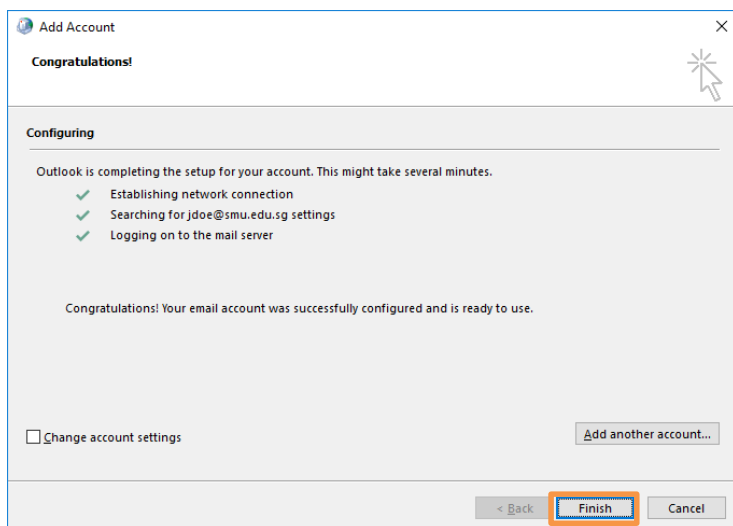 Add Account
Congratulations!
Configuring
Outlook is completing the setup for your account. This might take several minutes.
Establishing network connection
Searching for jdoe@smu.edu.sg settings
Logging on to the mail server
Congratulations! Your email account was successfully configured and is ready to use.
Change account settings
Add another account...
< Back
Finish
Cancel